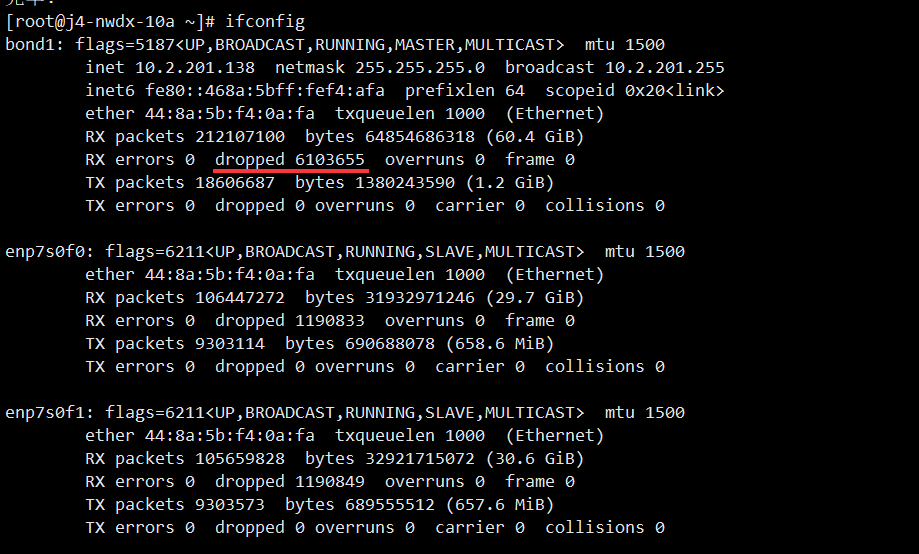 [root@j4-nwdx-10a ~]# ifconfig
bond1: flags=5187<UP,BROADCAST,RUNNING,MASTER,MULTICAST>  mtu 1500
        inet 10.2.201.138  netmask 255.255.255.0  broadcast 10.2.201.255
        inet6 fe80::468a:5bff:fef4:afa  prefixlen 64  scopeid 0x20<link>
        ether 44:8a:5b:f4:0a:fa  txqueuelen 1000  (Ethernet)
        RX packets 212107100  bytes 64854686318 (60.4 GiB)
        RX errors 0  dropped 6103655  overruns 0  frame 0
        TX packets 18606687  bytes 1380243590 (1.2 GiB)
        TX errors 0  dropped 0 overruns 0  carrier 0  collisions 0
enp7s0f0: flags=6211<UP,BROADCAST,RUNNING,SLAVE,MULTICAST>  mtu 1500
        ether 44:8a:5b:f4:0a:fa  txqueuelen 1000  (Ethernet)
        RX packets 106447272  bytes 31932971246 (29.7 GiB)
        RX errors 0  dropped 1190833  overruns 0  frame 0
        TX packets 9303114  bytes 690688078 (658.6 MiB)
        TX errors 0  dropped 0 overruns 0  carrier 0  collisions 0
enp7s0f1: flags=6211<UP,BROADCAST,RUNNING,SLAVE,MULTICAST>  mtu 1500
        ether 44:8a:5b:f4:0a:fa  txqueuelen 1000  (Ethernet)
        RX packets 105659828  bytes 32921715072 (30.6 GiB)
        RX errors 0  dropped 1190849  overruns 0  frame 0
        TX packets 9303573  bytes 689555512 (657.6 MiB)
        TX errors 0  dropped 0 overruns 0  carrier 0  collisions 0